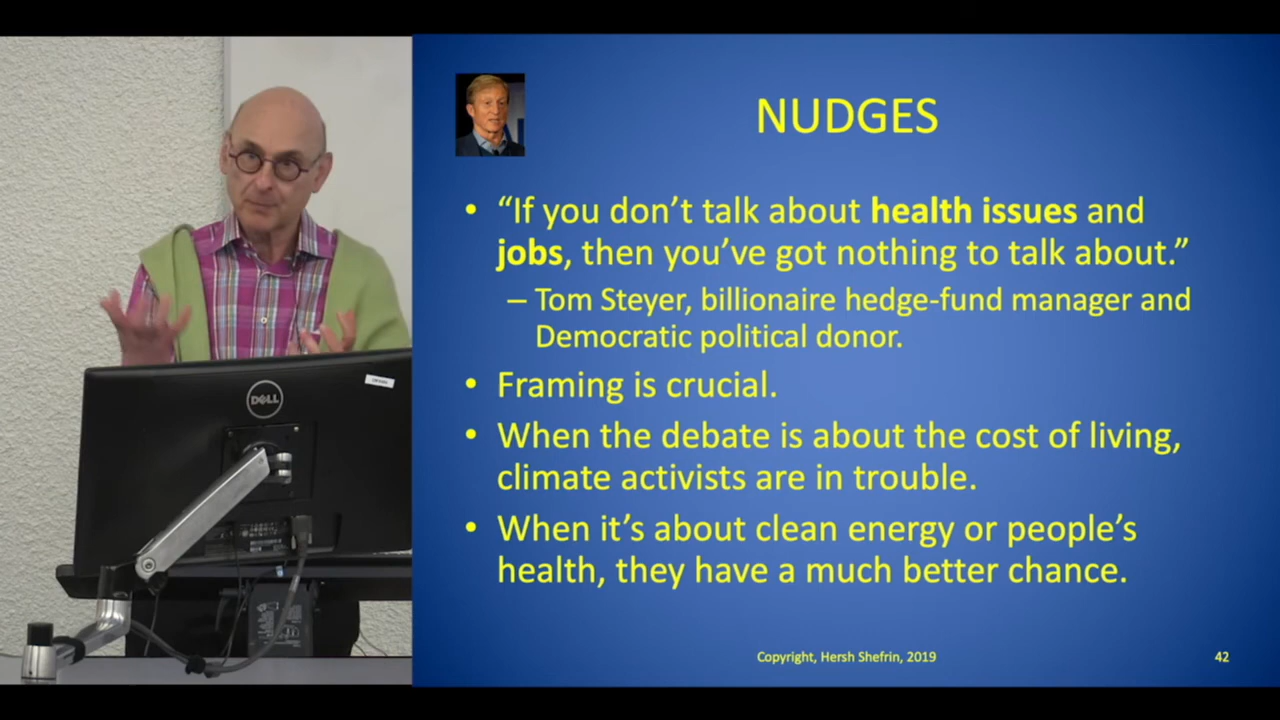 NUDGES
• “If you don’t talk about health issues and
jobs, then you’ve got nothing to talk about.”
– Tom Steyer, billionaire hedge-fund manager and
Democratic political donor.
• Framing is crucial.
• When the debate is about the cost of living,
climate activists are in trouble.
• When it’s about clean energy or people’s
health, they have a much better chance.
Copyright, Hersh Shefrin, 2019
42
DELL